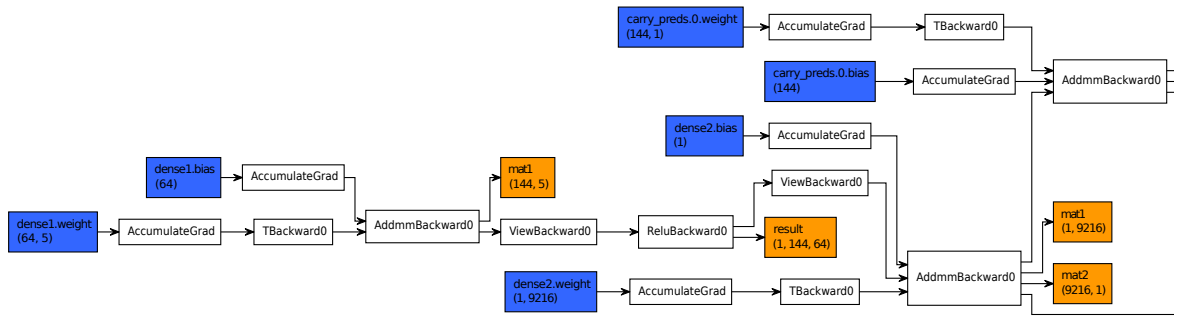 carry_preds.0.weight
(144, 1)
AccumulateGrad
TBackward0
carry_preds.0.bias
(144)
AccumulateGrad
AddmmBackward0
dense2.bias
(1)
AccumulateGrad
dense1.bias
(64)
AccumulateGrad
mat1
(144, 5)
ViewBackward0
dense1.weight
(64, 5)
AccumulateGrad
TBackward0
AddmmBackward0
ViewBackward0
ReluBackward0
result
(1, 144, 64)
mat1
(1, 9216)
dense2.weight
(1, 9216)
AccumulateGrad
TBackward0
AddmmBackward0
mat2
(9216, 1)